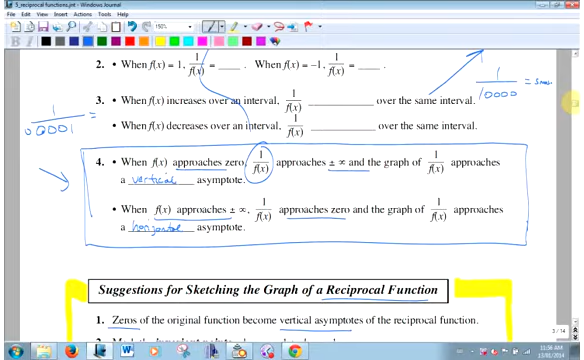 5_reciprocal functions.jnt - Windows Journal
File Edit View Insert Actions Tools Help
150%
2. • When f(x) = 1, 1/f(x) = ____ . When f(x) = −1, 1/f(x) = ____ .
1/10000 =
3. • When f(x) increases over an interval, 1/f(x) ____________ over the same interval.
1/00001 =
• When f(x) decreases over an interval, 1/f(x) ____________ over the same interval.
4. • When f(x) approaches zero, 1/f(x) approaches ± ∞ and the graph of 1/f(x) approaches
a vertical asymptote.
• When f(x) approaches ± ∞, 1/f(x) approaches zero and the graph of 1/f(x) approaches
a horizontal asymptote.
Suggestions for Sketching the Graph of a Reciprocal Function
1. Zeros of the original function become vertical asymptotes of the reciprocal function.
3 / 14
11:58 AM
13/02/2014